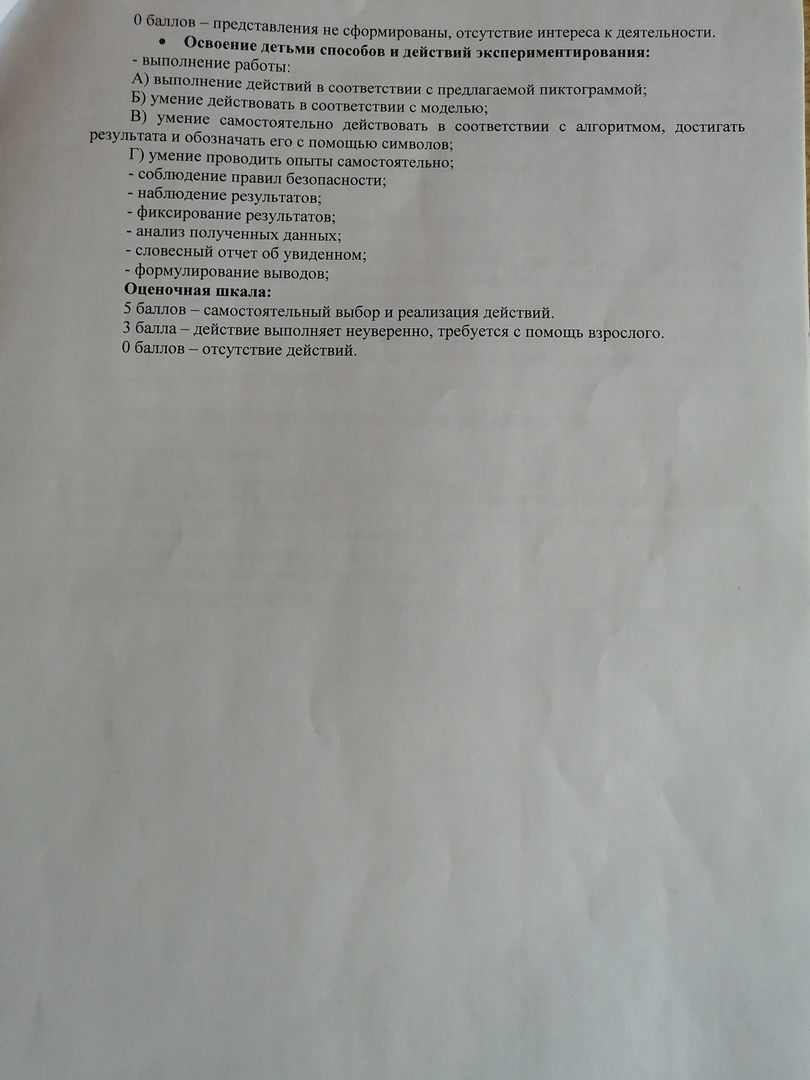 0 баллов – представления не сформированы, отсутствие интереса к деятельности.
• Освоение детьми способов и действий экспериментирования:
- выполнение работы:
А) выполнение действий в соответствии с предлагаемой пиктограммой;
Б) умение действовать в соответствии с моделью;
В) умение самостоятельно действовать в соответствии с алгоритмом, достигать
результата и обозначать его с помощью символов;
Г) умение проводить опыты самостоятельно;
- соблюдение правил безопасности;
- наблюдение результатов;
- фиксирование результатов;
- анализ полученных данных;
- словесный отчет об увиденном;
- формулирование выводов;
Оценочная шкала:
5 баллов – самостоятельный выбор и реализация действий.
3 балла – действие выполняет неуверенно, требуется с помощь взрослого.
0 баллов – отсутствие действий.